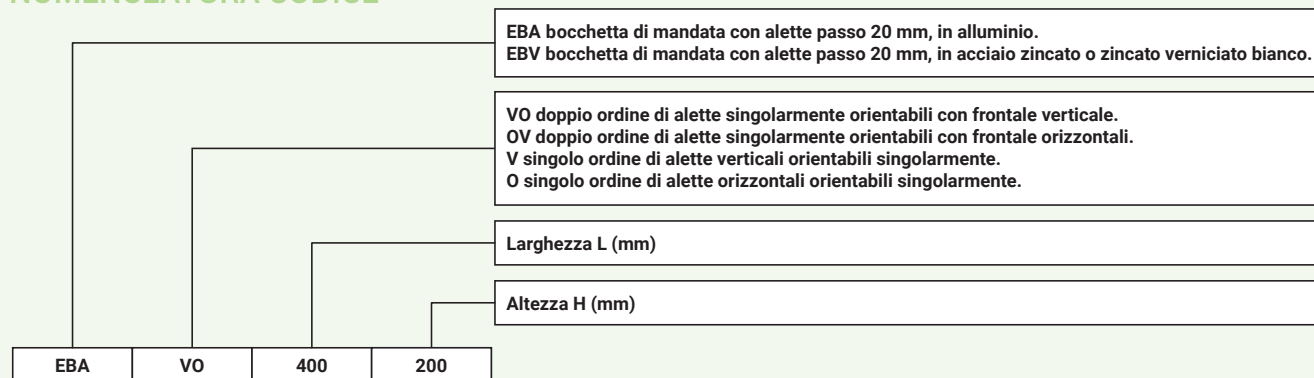 NOMENCLATURA CODICE
EBA bocchetta di mandata con alette passo 20 mm, in alluminio.
EBV bocchetta di mandata con alette passo 20 mm, in acciaio zincato o zincato verniciato bianco.
VO doppio ordine di alette singolarmente orientabili con frontale verticale.
OV doppio ordine di alette singolarmente orientabili con frontale orizzontali.
V singolo ordine di alette verticali orientabili singolarmente.
O singolo ordine di alette orizzontali orientabili singolarmente.
Larghezza L (mm)
Altezza H (mm)
EBA VO 400 200